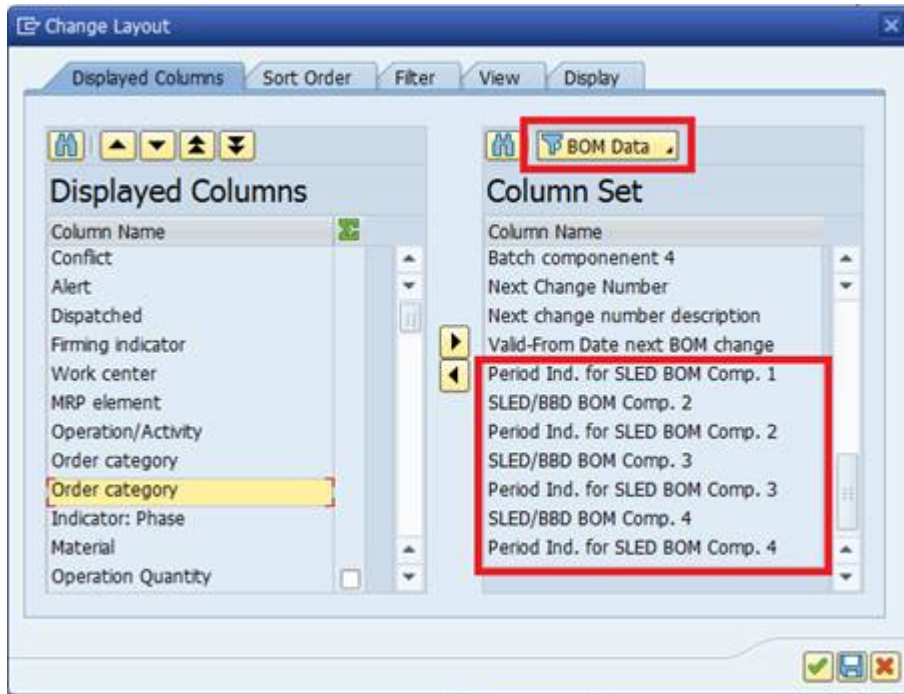 Change Layout
Displayed Columns
Sort Order
Filter
View
Display
BOM Data
Displayed Columns
Column Set
Column Name
Conflict
Alert
Dispatched
Firming indicator
Work center
MRP element
Operation/Activity
Order category
Order category
Indicator: Phase
Material
Operation Quantity
Column Name
Batch componenent 4
Next Change Number
Next change number description
Valid-From Date next BOM change
Period Ind. for SLED BOM Comp. 1
SLED/BBD BOM Comp. 2
Period Ind. for SLED BOM Comp. 2
SLED/BBD BOM Comp. 3
Period Ind. for SLED BOM Comp. 3
SLED/BBD BOM Comp. 4
Period Ind. for SLED BOM Comp. 4